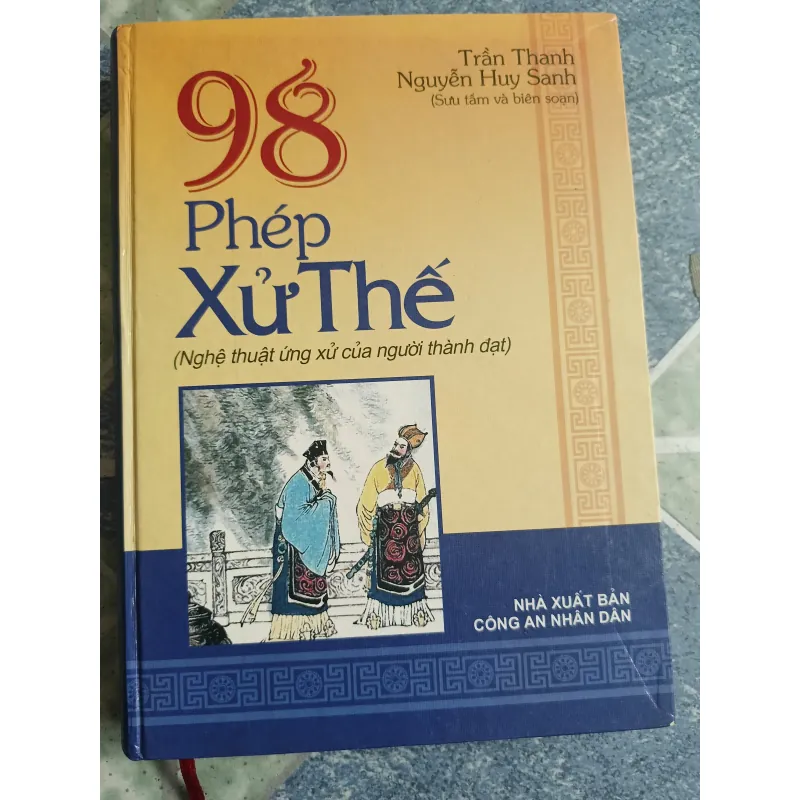 Trần Thanh
Nguyễn Huy Sanh
(Sưu tầm và biên soạn)
98
Phép
Xử Thế
(Nghệ thuật ứng xử của người thành đạt)
NHÀ XUẤT BẢN
CÔNG AN NHÂN DÂN